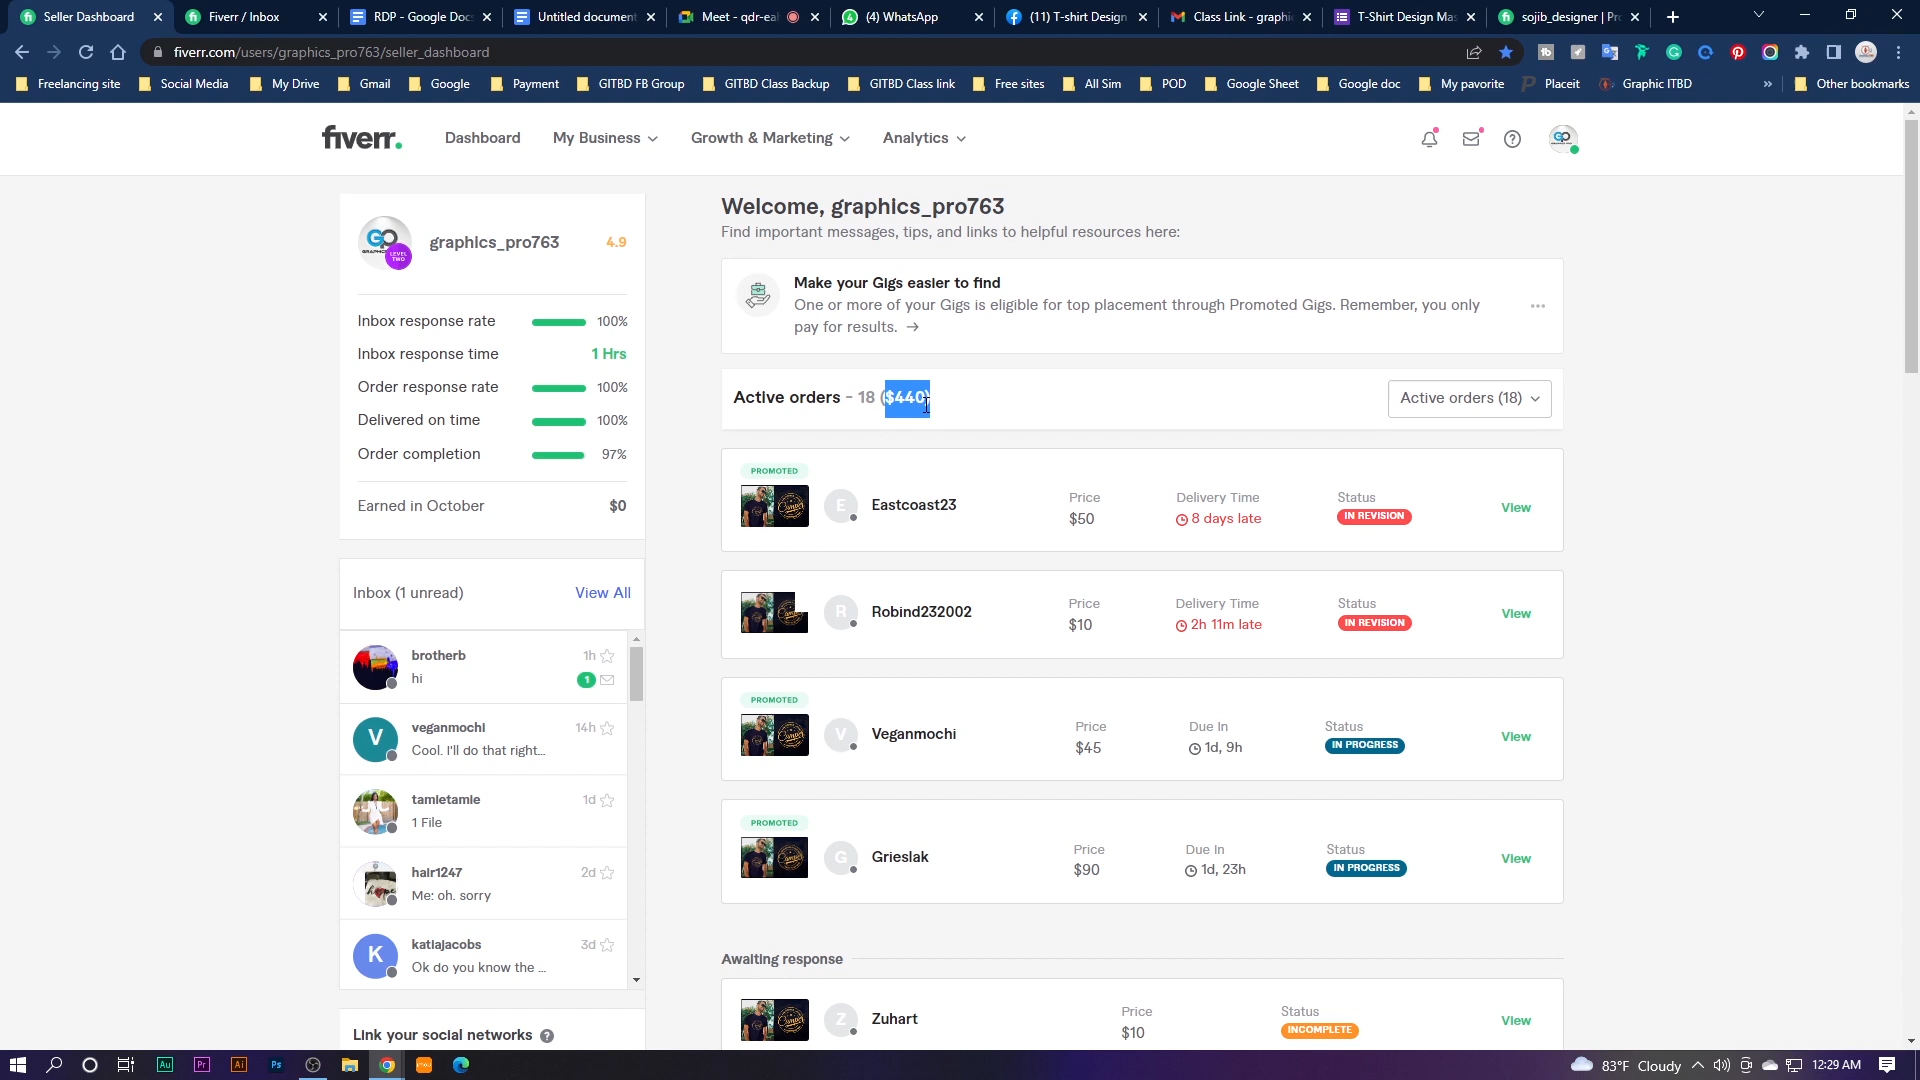 Seller Dashboard
Fiverr / Inbox
RDP - Google Docs
Untitled document
Meet - qdr-eal
(4) WhatsApp
(11) T-shirt Design
Class Link - graphi
T-Shirt Design Mas
sojib_designer | Pro
fiverr.com/users/graphics_pro763/seller_dashboard
Freelancing site
Social Media
My Drive
Gmail
Google
Payment
GITBD FB Group
GITBD Class Backup
GITBD Class link
Free sites
All Sim
POD
Google Sheet
Google doc
My pavorite
Placeit
Graphic ITBD
»
Other bookmarks
fiverr.
Dashboard
My Business
Growth & Marketing
Analytics
graphics_pro763
4.9
LEVEL TWO
Inbox response rate 100%
Inbox response time 1 Hrs
Order response rate 100%
Delivered on time 100%
Order completion 97%
Earned in October $0
Inbox (1 unread) View All
brotherb 1h
hi 1
V
veganmochi 14h
Cool. I'll do that right...
tamietamie 1d
1 File
hair1247 2d
Me: oh. sorry
K
katiajacobs 3d
Ok do you know the ...
Link your social networks ?
Welcome, graphics_pro763
Find important messages, tips, and links to helpful resources here:
Make your Gigs easier to find
One or more of your Gigs is eligible for top placement through Promoted Gigs. Remember, you only
pay for results. →
Active orders - 18 ($440)
Active orders (18)
PROMOTED
E
Eastcoast23
Price
$50
Delivery Time
8 days late
Status
IN REVISION
View
R
Robind232002
Price
$10
Delivery Time
2h 11m late
Status
IN REVISION
View
PROMOTED
V
Veganmochi
Price
$45
Due In
1d, 9h
Status
IN PROGRESS
View
PROMOTED
G
Grieslak
Price
$90
Due In
1d, 23h
Status
IN PROGRESS
View
Awaiting response
Z
Zuhart
Price
$10
Status
INCOMPLETE
View
Au
Pr
Ai
Ps
83°F Cloudy
12:29 AM